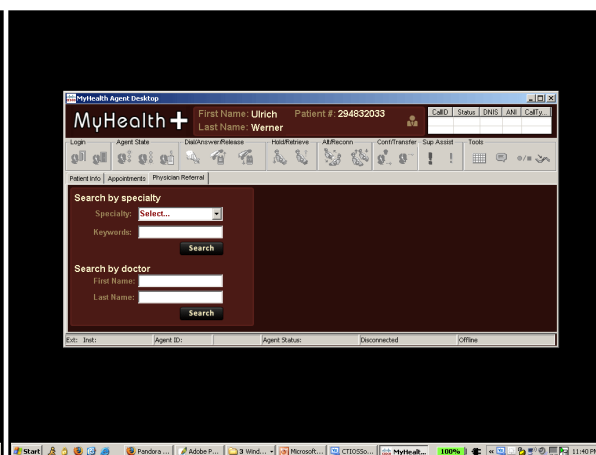 MyHealth Agent Desktop
MyHealth+
First Name: Ulrich Patient #: 294832033
Last Name: Werner
CallID Status DNIS ANI CallTy...
Login Agent State Dial/Answer/Release Hold/Retrieve Alt/Reconn Conf/Transfer Sup Assist Tools
Patient Info Appointments Physician Referral
Search by specialty
Specialty: Select...
Keywords:
Search
Search by doctor
First Name:
Last Name:
Search
Ext: Inst: Agent ID: Agent Status: Disconnected Offline
Start Pandora ... Adobe P... 3 Wind... Microsoft... CTIOSSo... MyHealt... 100% 11:40 PM